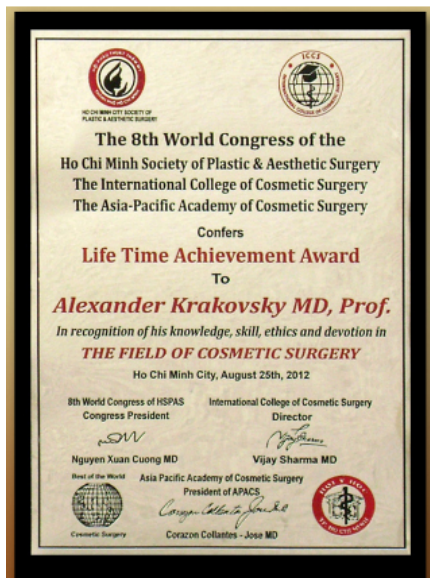 HO CHI MINH CITY SOCIETY OF
PLASTIC & AESTHETIC SURGERY
ICCS
INTERNATIONAL COLLEGE OF COSMETIC SURGERY
The 8th World Congress of the
Ho Chi Minh Society of Plastic & Aesthetic Surgery
The International College of Cosmetic Surgery
The Asia-Pacific Academy of Cosmetic Surgery
Confers
Life Time Achievement Award
To
Alexander Krakovsky MD, Prof.
In recognition of his knowledge, skill, ethics and devotion in
THE FIELD OF COSMETIC SURGERY
Ho Chi Minh City, August 25th, 2012
8th World Congress of HSPAS
Congress President
Nguyen Xuan Cuong MD
International College of Cosmetic Surgery
Director
Vijay Sharma MD
Best of the World
Cosmetic Surgery
Asia Pacific Academy of Cosmetic Surgery
President of APACS
Corazon Collantes - Jose MD